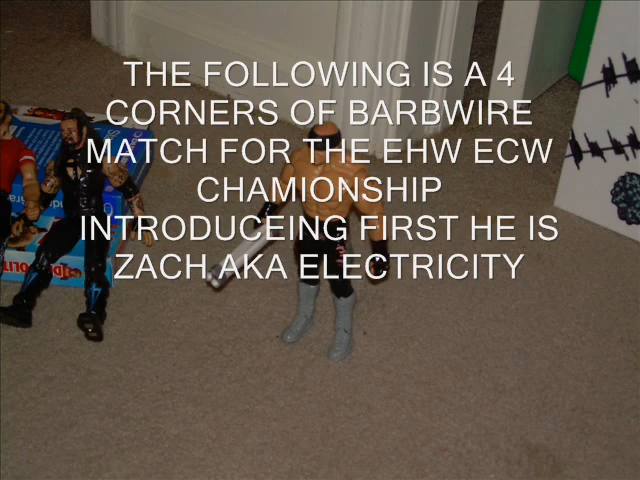 THE FOLLOWING IS A 4
CORNERS OF BARBWIRE
MATCH FOR THE EHW ECW
CHAMIONSHIP
INTRODUCEING FIRST HE IS
ZACH AKA ELECTRICITY